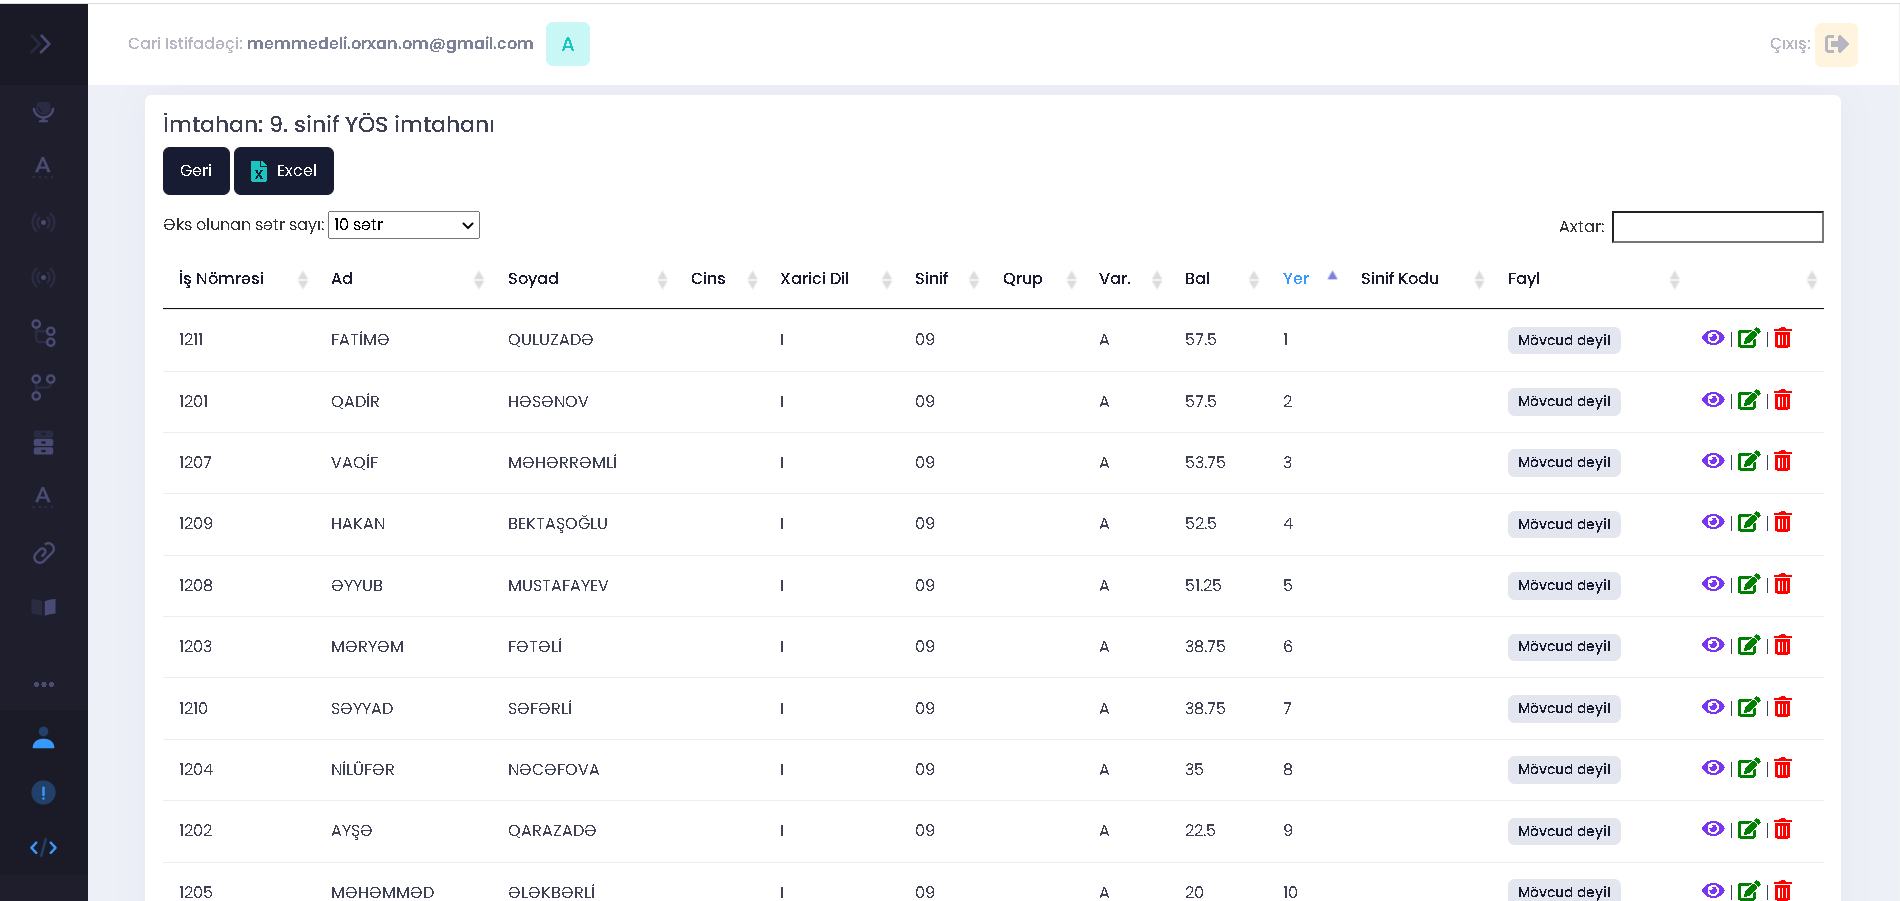 Cari Istifadəçi: memmedeli.orxan.om@gmail.com A Çıxış:
İmtahan: 9. sinif YÖS imtahanı
Geri Excel
Əks olunan sətr sayı: 10 sətr Axtar:
İş Nömrəsi Ad Soyad Cins Xarici Dil Sinif Qrup Var. Bal Yer Sinif Kodu Fayl
1211 FATİMƏ QULUZADƏ I 09 A 57.5 1 Mövcud deyil | |
1201 QADİR HƏSƏNOV I 09 A 57.5 2 Mövcud deyil | |
1207 VAQİF MƏHƏRRƏMLİ I 09 A 53.75 3 Mövcud deyil | |
1209 HAKAN BEKTAŞOĞLU I 09 A 52.5 4 Mövcud deyil | |
1208 ƏYYUB MUSTAFAYEV I 09 A 51.25 5 Mövcud deyil | |
1203 MƏRYƏM FƏTƏLİ I 09 A 38.75 6 Mövcud deyil | |
1210 SƏYYAD SƏFƏRLİ I 09 A 38.75 7 Mövcud deyil | |
1204 NİLÜFƏR NƏCƏFOVA I 09 A 35 8 Mövcud deyil | |
1202 AYŞƏ QARAZADƏ I 09 A 22.5 9 Mövcud deyil | |
1205 MƏHƏMMƏD ƏLƏKBƏRLİ I 09 A 20 10 Mövcud deyil | |